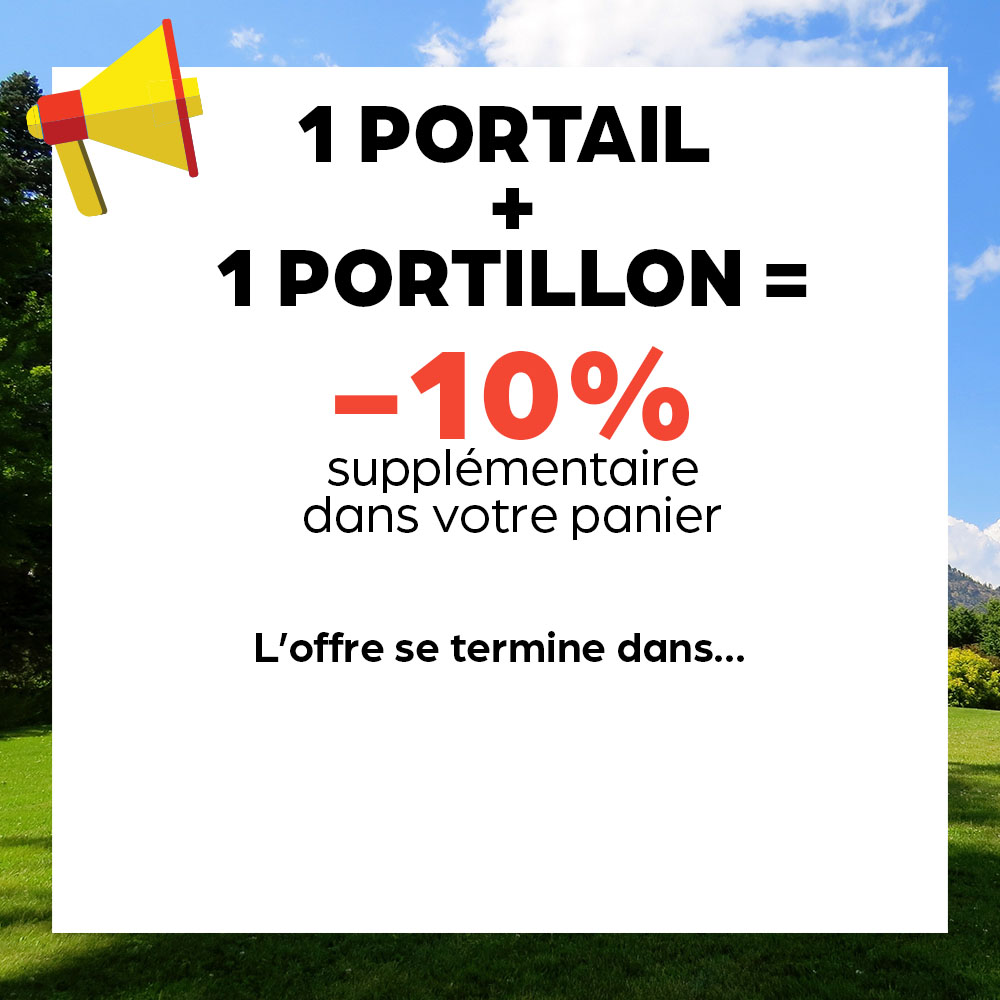 1 PORTAIL
+
1 PORTILLON =
-10%
supplémentaire
dans votre panier
L'offre se termine dans...